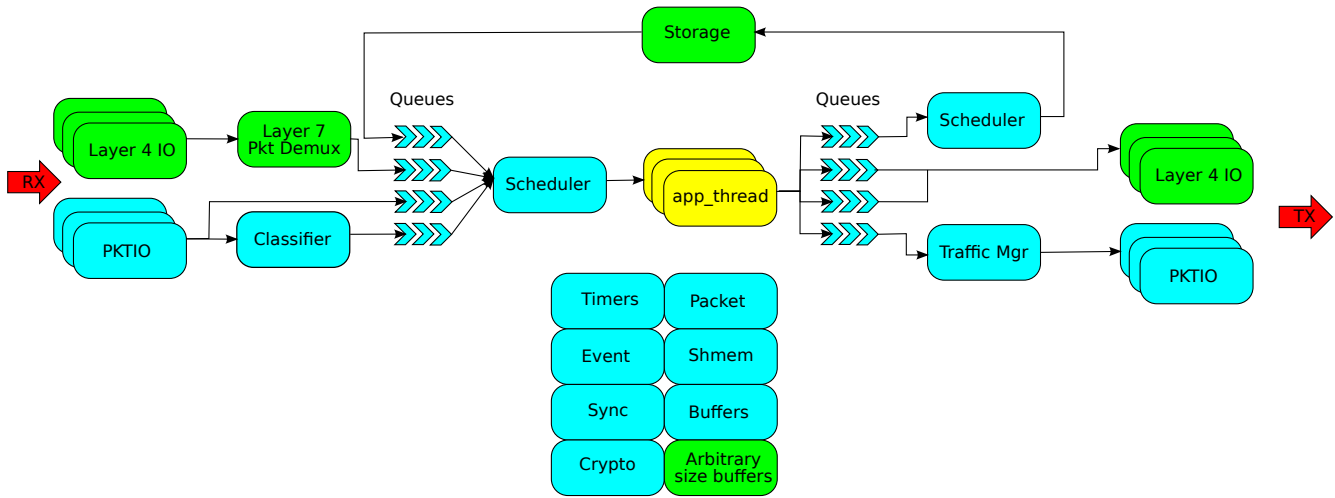 Storage
Queues
Queues
Layer 4 IO
Layer 7
Pkt Demux
Scheduler
RX
Scheduler
app_thread
Layer 4 IO
TX
PKTIO
Classifier
Traffic Mgr
PKTIO
Timers
Packet
Event
Shmem
Sync
Buffers
Crypto
Arbitrary
size buffers